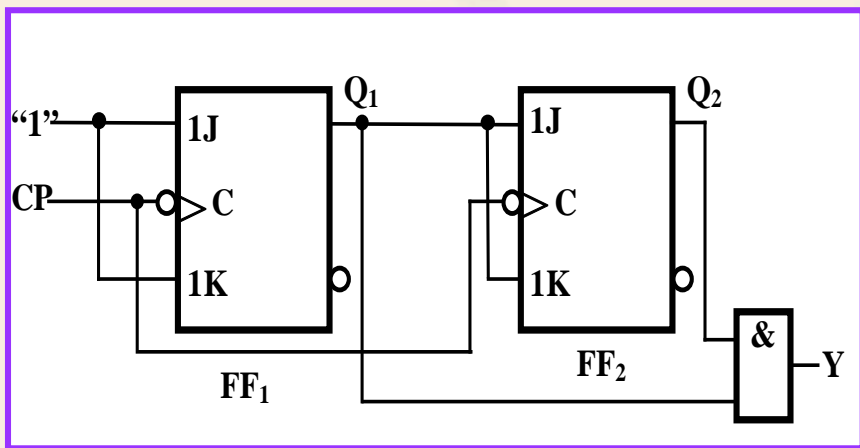 Q₁
Q₂
“1”
1J
1J
CP
C
C
1K
1K
&
Y
FF₁
FF₂